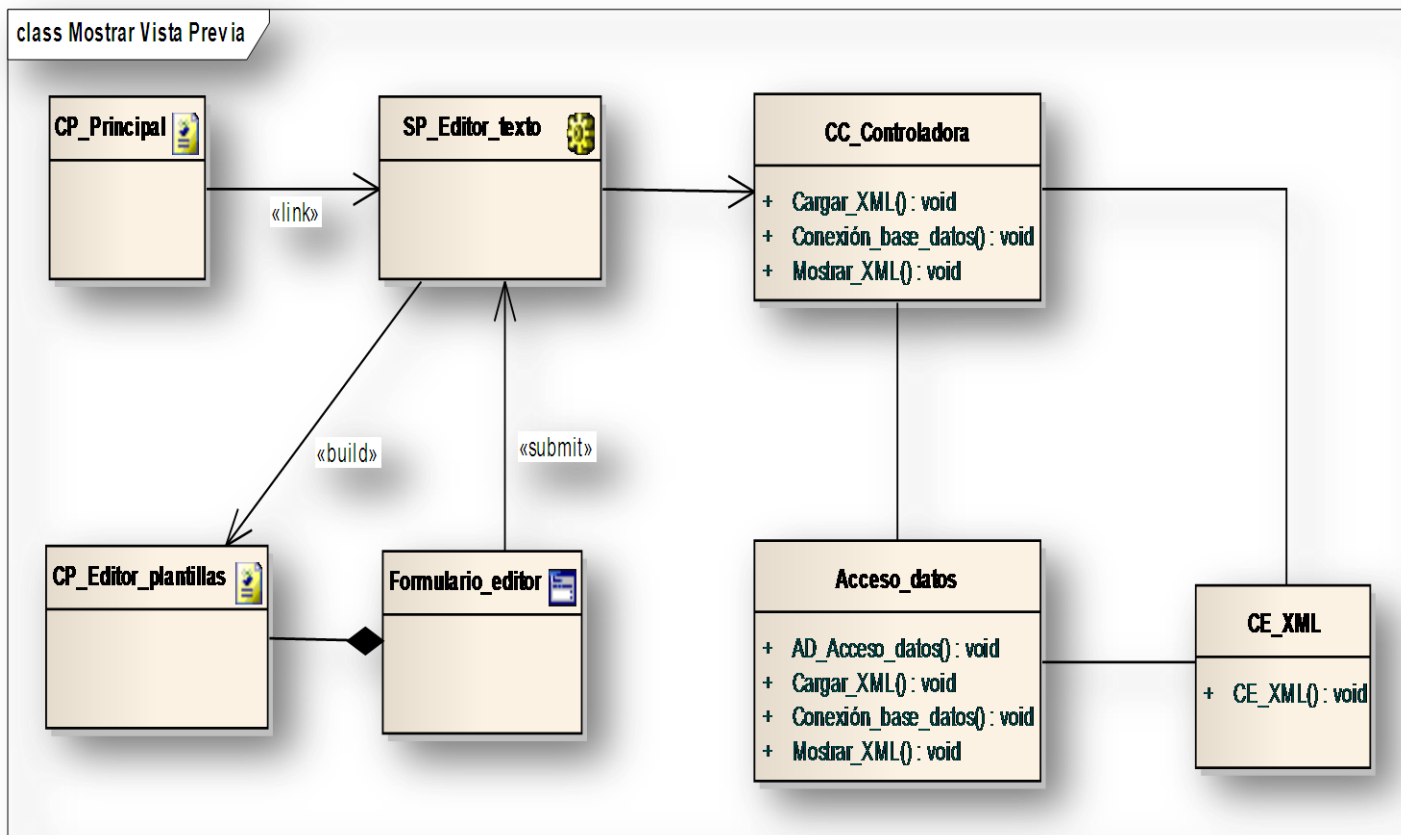 class Mostrar Vista Previa
CP_Principal
SP_Editor_texto
CC_Controladora
+ Cargar_XML() : void
+ Conexión_base_datos() : void
+ Mostrar_XML() : void
«link»
«build»
«submit»
CP_Editor_plantillas
Formulario_editor
Acceso_datos
+ AD_Acceso_datos() : void
+ Cargar_XML() : void
+ Conexión_base_datos() : void
+ Mostrar_XML() : void
CE_XML
+ CE_XML() : void